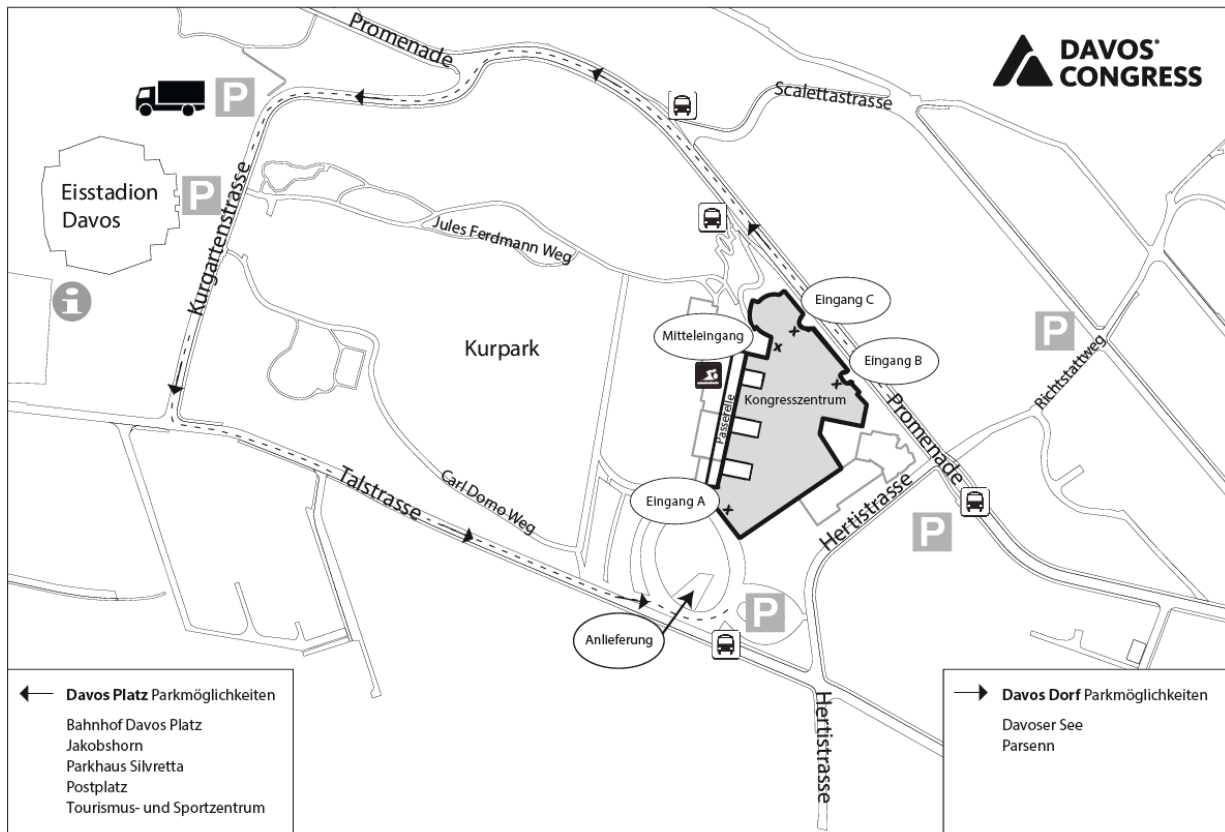 Promenade
DAVOS°
CONGRESS
Scalettastrasse
P
Eisstadion
Davos
P
Kurgartenstrasse
Jules Ferdmann Weg
Eingang C
Mitteleingang
P
Kurpark
Eingang B
Richtstattweg
Kongresszentrum
Passerelle
Promenade
Talstrasse
Carl Dorno Weg
Eingang A
Hertistrasse
P
P
Anlieferung
Hertistrasse
Davos Platz Parkmöglichkeiten
Bahnhof Davos Platz
Jakobshorn
Parkhaus Silvretta
Postplatz
Tourismus- und Sportzentrum
Davos Dorf Parkmöglichkeiten
Davoser See
Parsenn